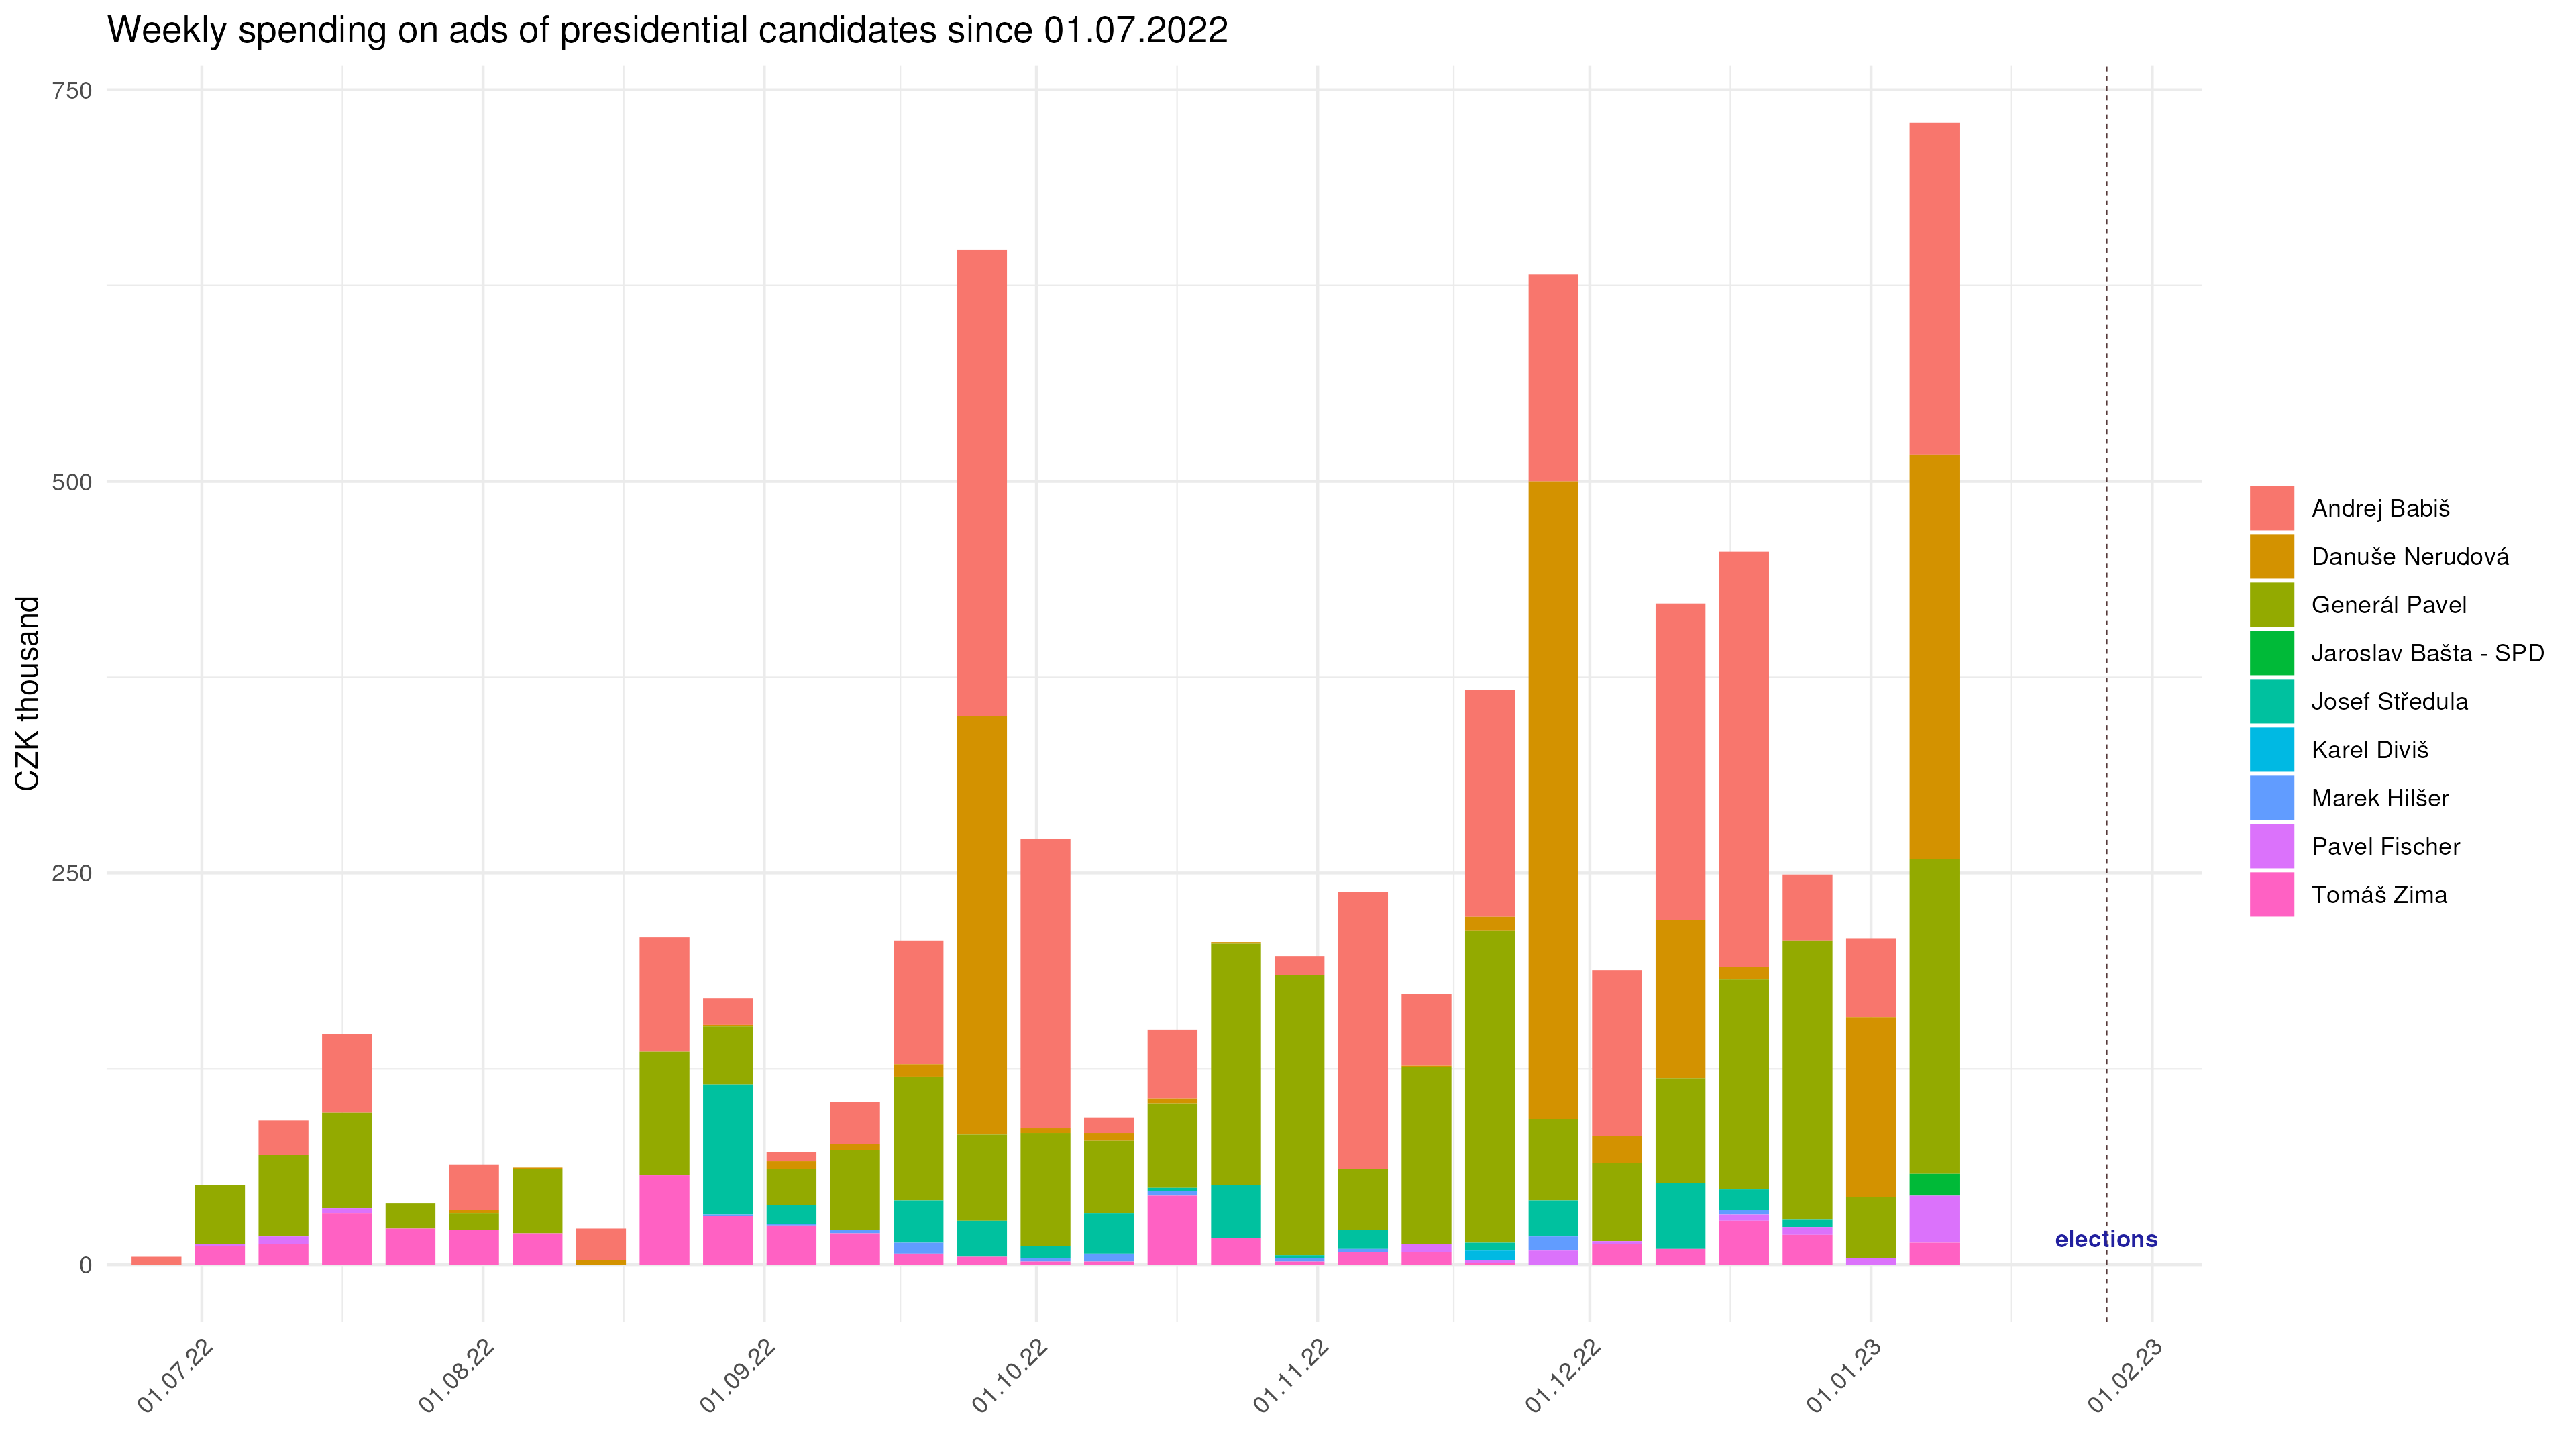 Weekly spending on ads of presidential candidates since 01.07.2022
CZK thousand
750
500
250
0
01.07.22
01.08.22
01.09.22
01.10.22
01.11.22
01.12.22
01.01.23
01.02.23
elections
Andrej Babiš
Danuše Nerudová
Generál Pavel
Jaroslav Bašta - SPD
Josef Středula
Karel Diviš
Marek Hilšer
Pavel Fischer
Tomáš Zima